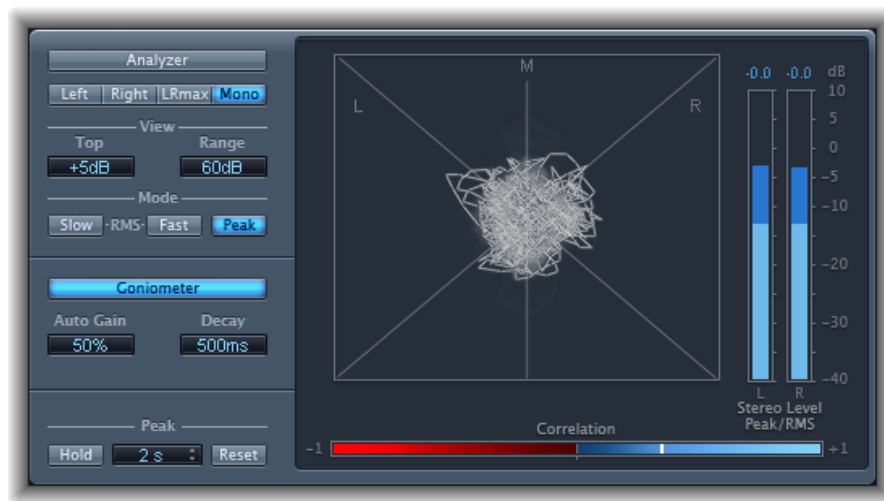 Analyzer
Left Right LRmax Mono
View
Top Range
+5dB 60dB
Mode
Slow -RMS- Fast Peak
Goniometer
Auto Gain Decay
50% 500ms
Peak
Hold 2 s Reset
M
L R
-0.0 -0.0 dB
10
5
0
-5
-10
-20
-30
-40
L R
Stereo Level
Peak/RMS
Correlation
-1 +1